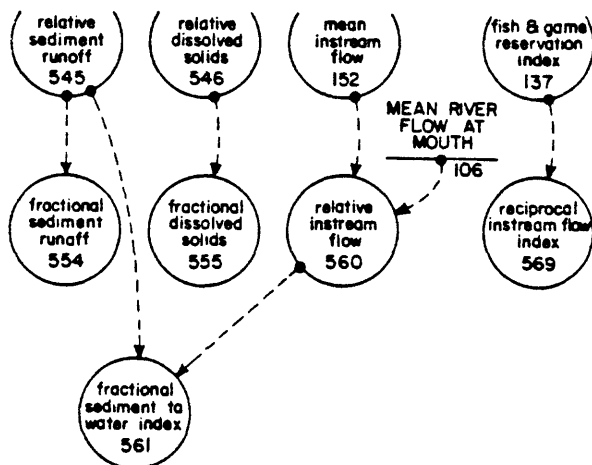 relative
sediment
runoff
545
relative
dissolved
solids
546
mean
instream
flow
152
fish & game
reservation
index
137
MEAN RIVER
FLOW AT
MOUTH
106
fractional
sediment
runoff
554
fractional
dissolved
solids
555
relative
instream
flow
560
reciprocal
instream flow
index
569
fractional
sediment to
water index
561